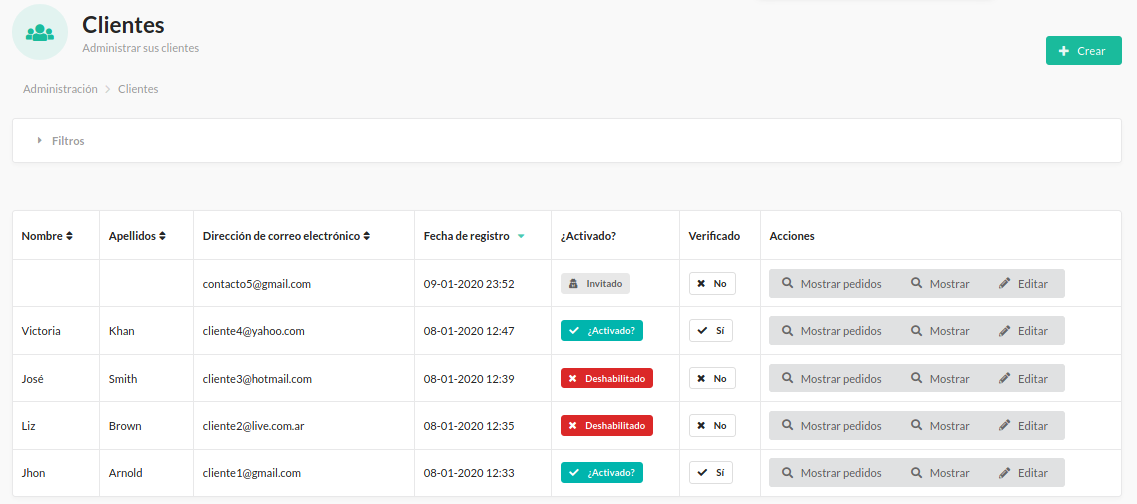 Clientes
Administrar sus clientes
Crear
Administración > Clientes
Filtros
Nombre Apellidos Dirección de correo electrónico Fecha de registro ¿Activado? Verificado Acciones
contacto5@gmail.com 09-01-2020 23:52 Invitado No Mostrar pedidos Mostrar Editar
Victoria Khan cliente4@yahoo.com 08-01-2020 12:47 ¿Activado? Sí Mostrar pedidos Mostrar Editar
José Smith cliente3@hotmail.com 08-01-2020 12:39 Deshabilitado No Mostrar pedidos Mostrar Editar
Liz Brown cliente2@live.com.ar 08-01-2020 12:35 Deshabilitado No Mostrar pedidos Mostrar Editar
Jhon Arnold cliente1@gmail.com 08-01-2020 12:33 ¿Activado? Sí Mostrar pedidos Mostrar Editar